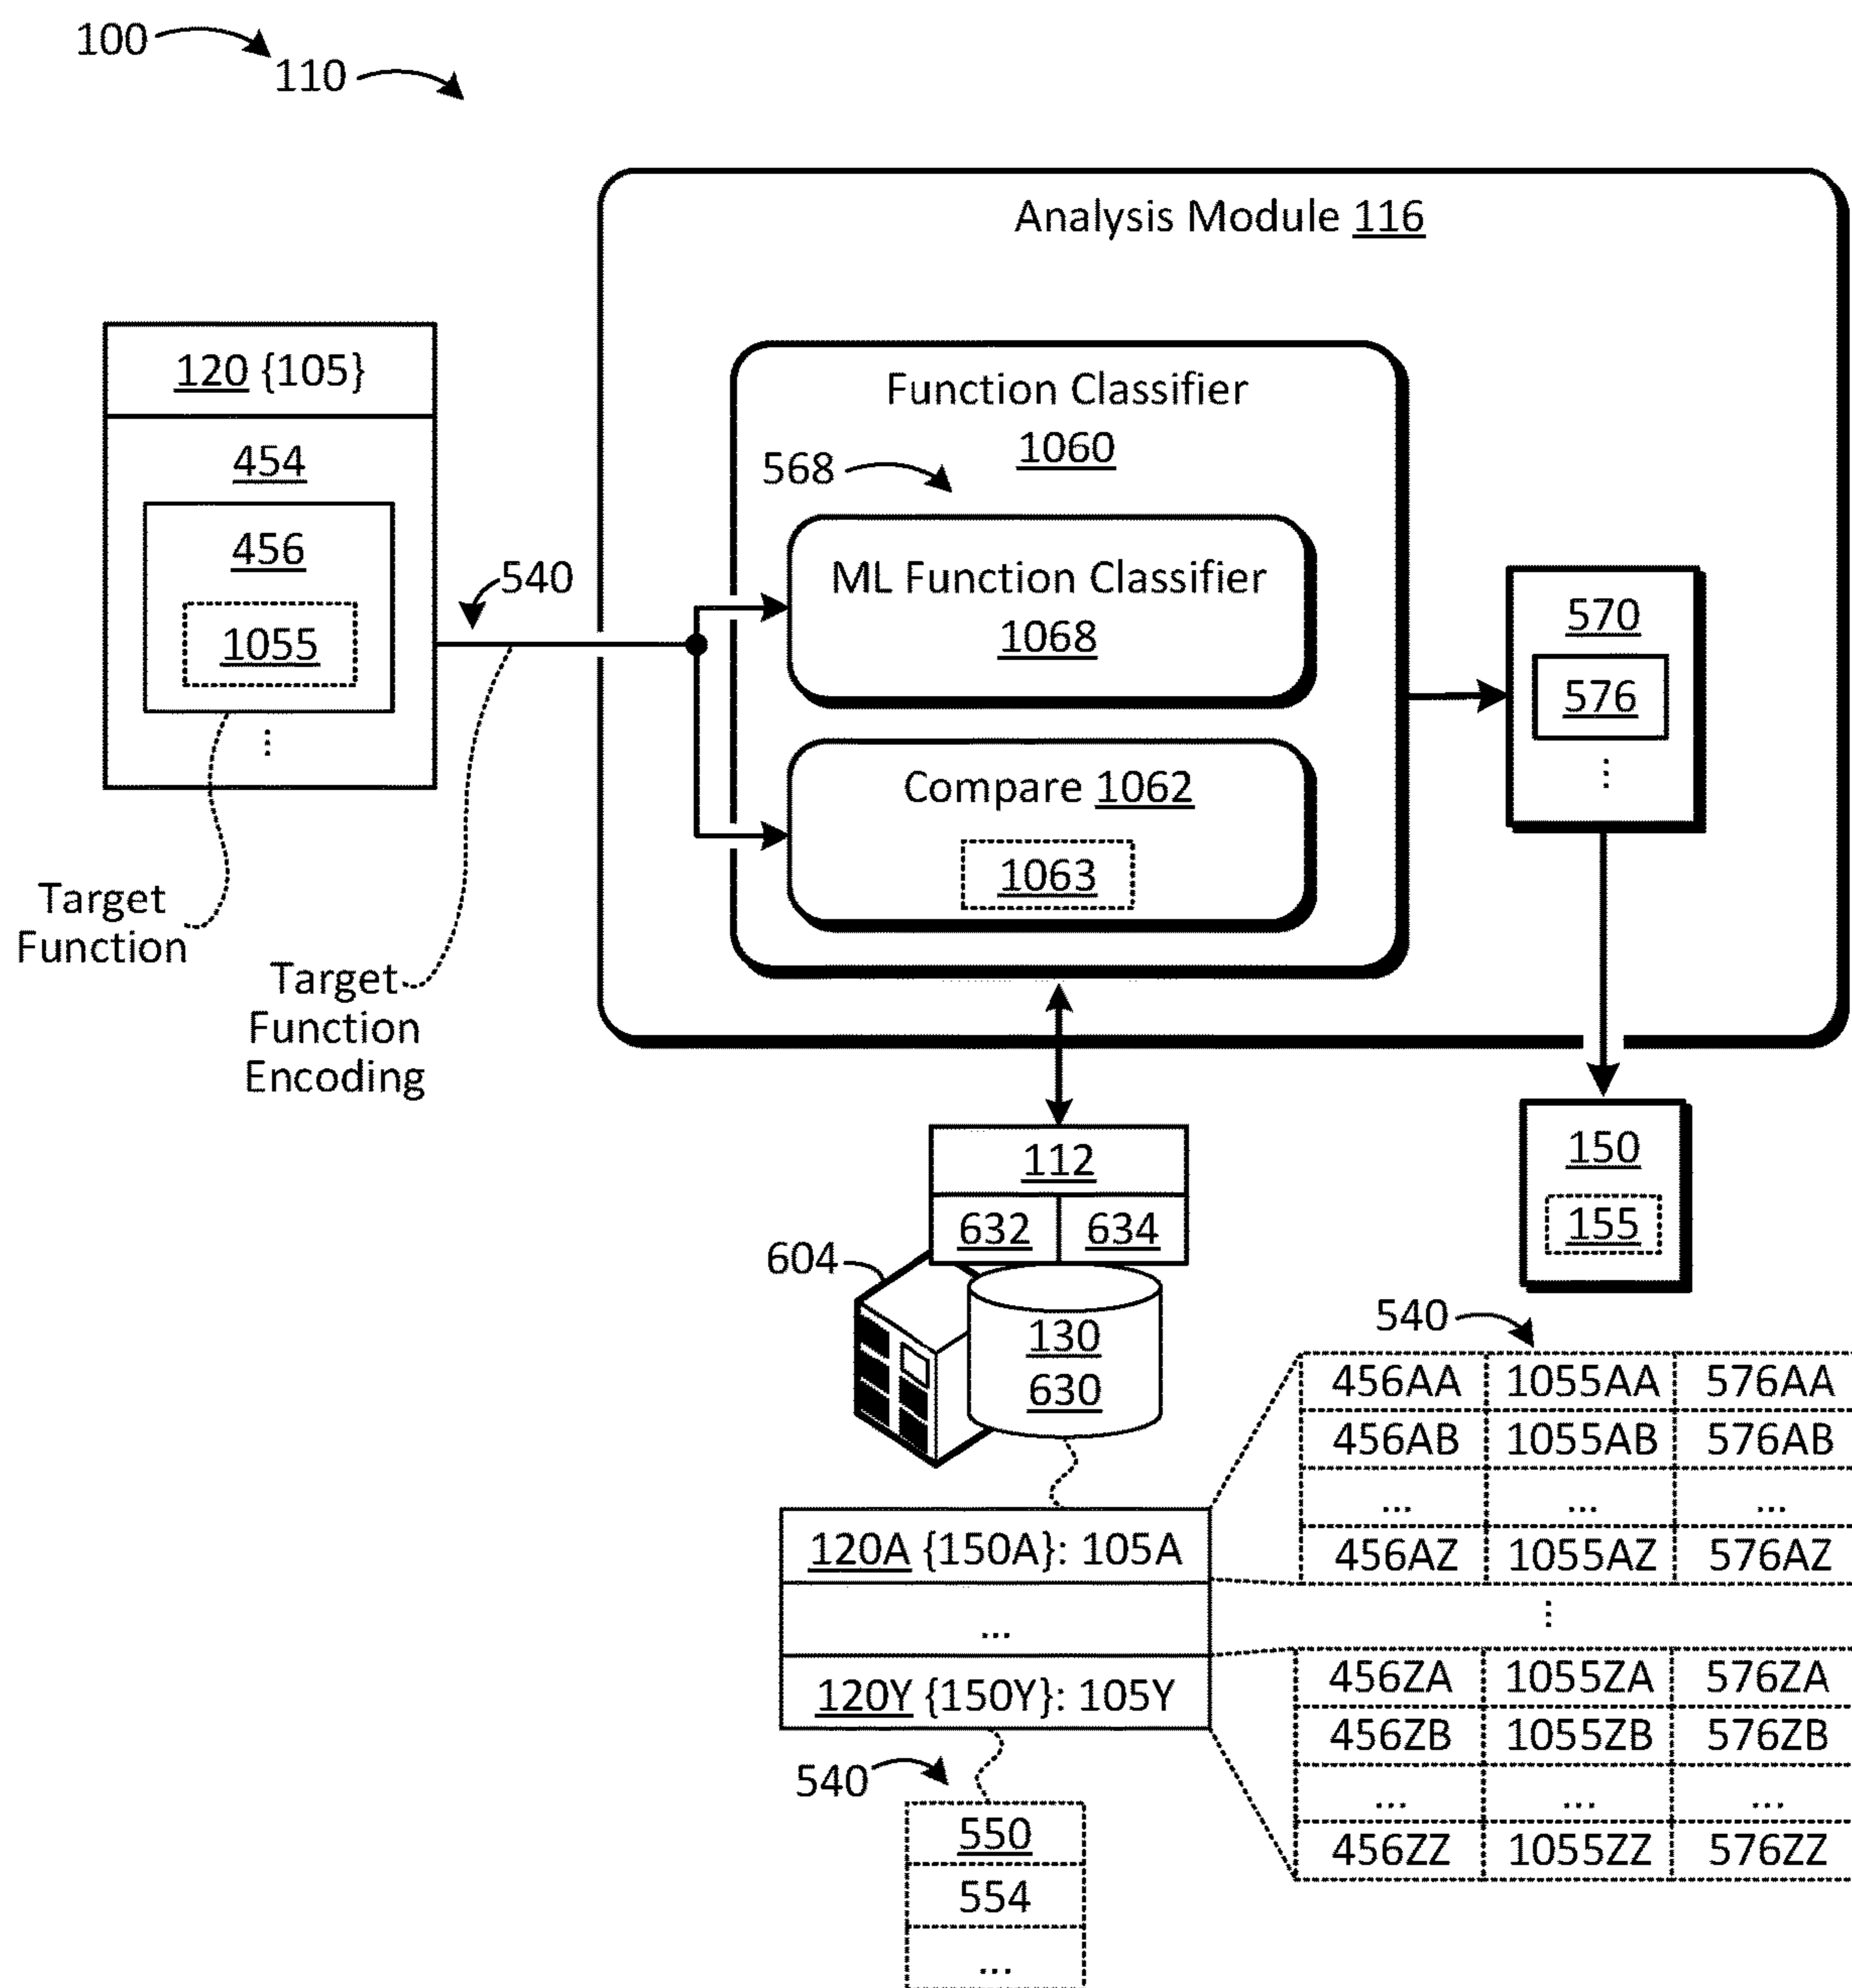 100
110
Analysis Module 116
120 {105}
454
456
1055
⋮
540
Target
Function
Target
Function
Encoding
Function Classifier
1060
568
ML Function Classifier
1068
Compare 1062
1063
570
576
⋮
112
632 634
604
130
630
150
155
540
456AA 1055AA 576AA
456AB 1055AB 576AB
... ... ...
456AZ 1055AZ 576AZ
⋮
456ZA 1055ZA 576ZA
456ZB 1055ZB 576ZB
... ... ...
456ZZ 1055ZZ 576ZZ
120A {150A}: 105A
...
120Y {150Y}: 105Y
540
550
554
...